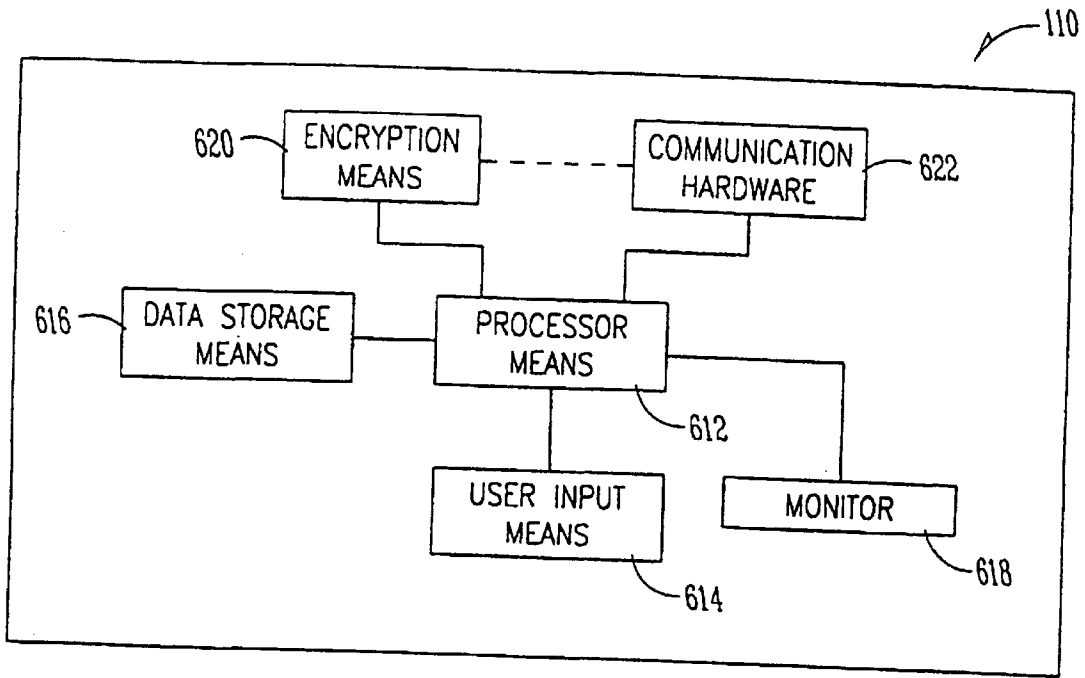 110
620
ENCRYPTION
MEANS
COMMUNICATION
HARDWARE
622
616
DATA STORAGE
MEANS
PROCESSOR
MEANS
612
USER INPUT
MEANS
614
MONITOR
618